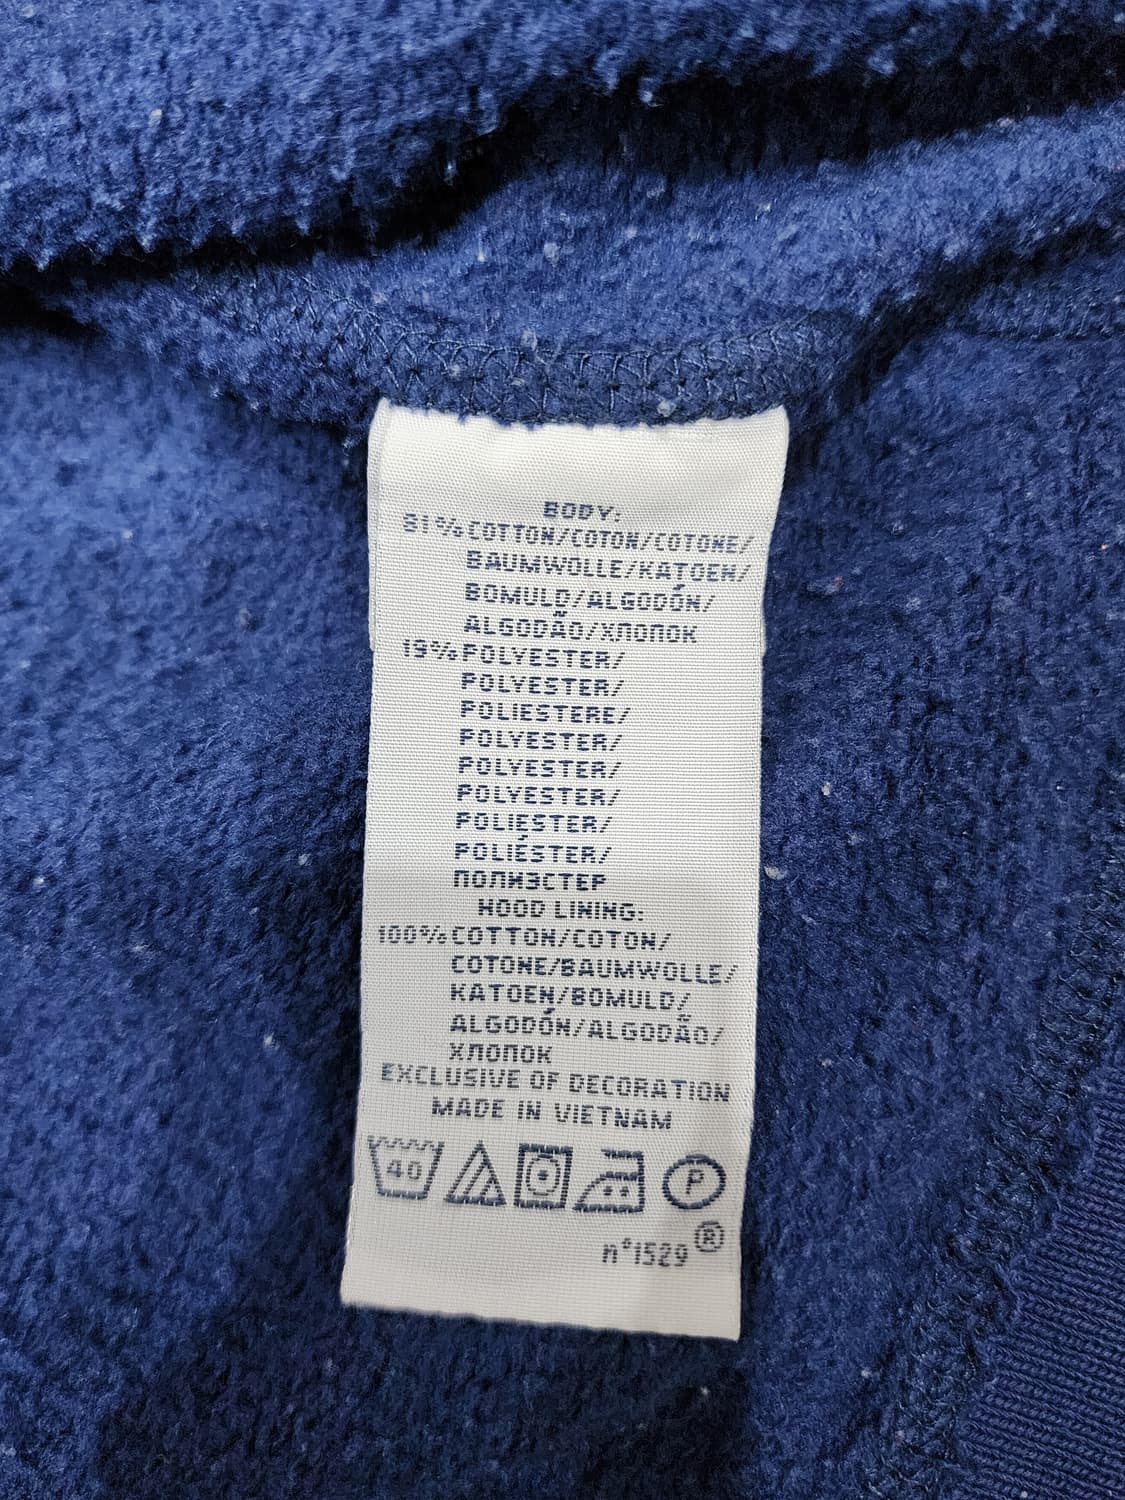 BODY:
81% COTTON/COTON/COTONE/
BAUMWOLLE/KATOEN/
BOMULD/ALGODÓN/
ALGODÃO/ХЛОПОК
19% POLYESTER/
POLYESTER/
POLIESTERE/
POLYESTER/
POLYESTER/
POLYESTER/
POLIESTER/
POLIÉSTER/
ПОЛИЭСТЕР
HOOD LINING:
100% COTTON/COTON/
COTONE/BAUMWOLLE/
KATOEN/BOMULD/
ALGODÓN/ALGODÃO/
ХЛОПОК
EXCLUSIVE OF DECORATION
MADE IN VIETNAM
40 P
n°1529 ®